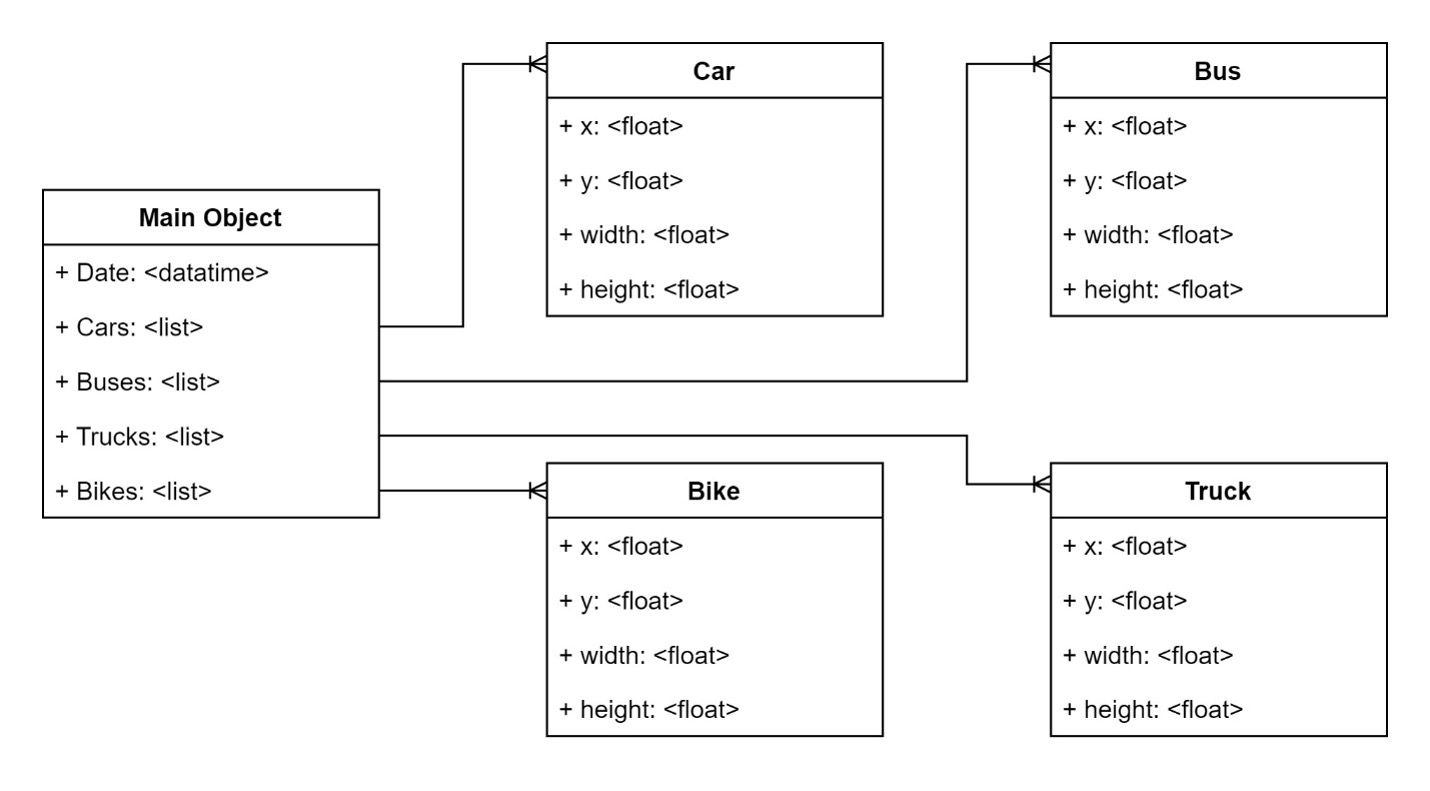 Main Object
+ Date: <datatime>
+ Cars: <list>
+ Buses: <list>
+ Trucks: <list>
+ Bikes: <list>
Car
+ x: <float>
+ y: <float>
+ width: <float>
+ height: <float>
Bus
+ x: <float>
+ y: <float>
+ width: <float>
+ height: <float>
Bike
+ x: <float>
+ y: <float>
+ width: <float>
+ height: <float>
Truck
+ x: <float>
+ y: <float>
+ width: <float>
+ height: <float>